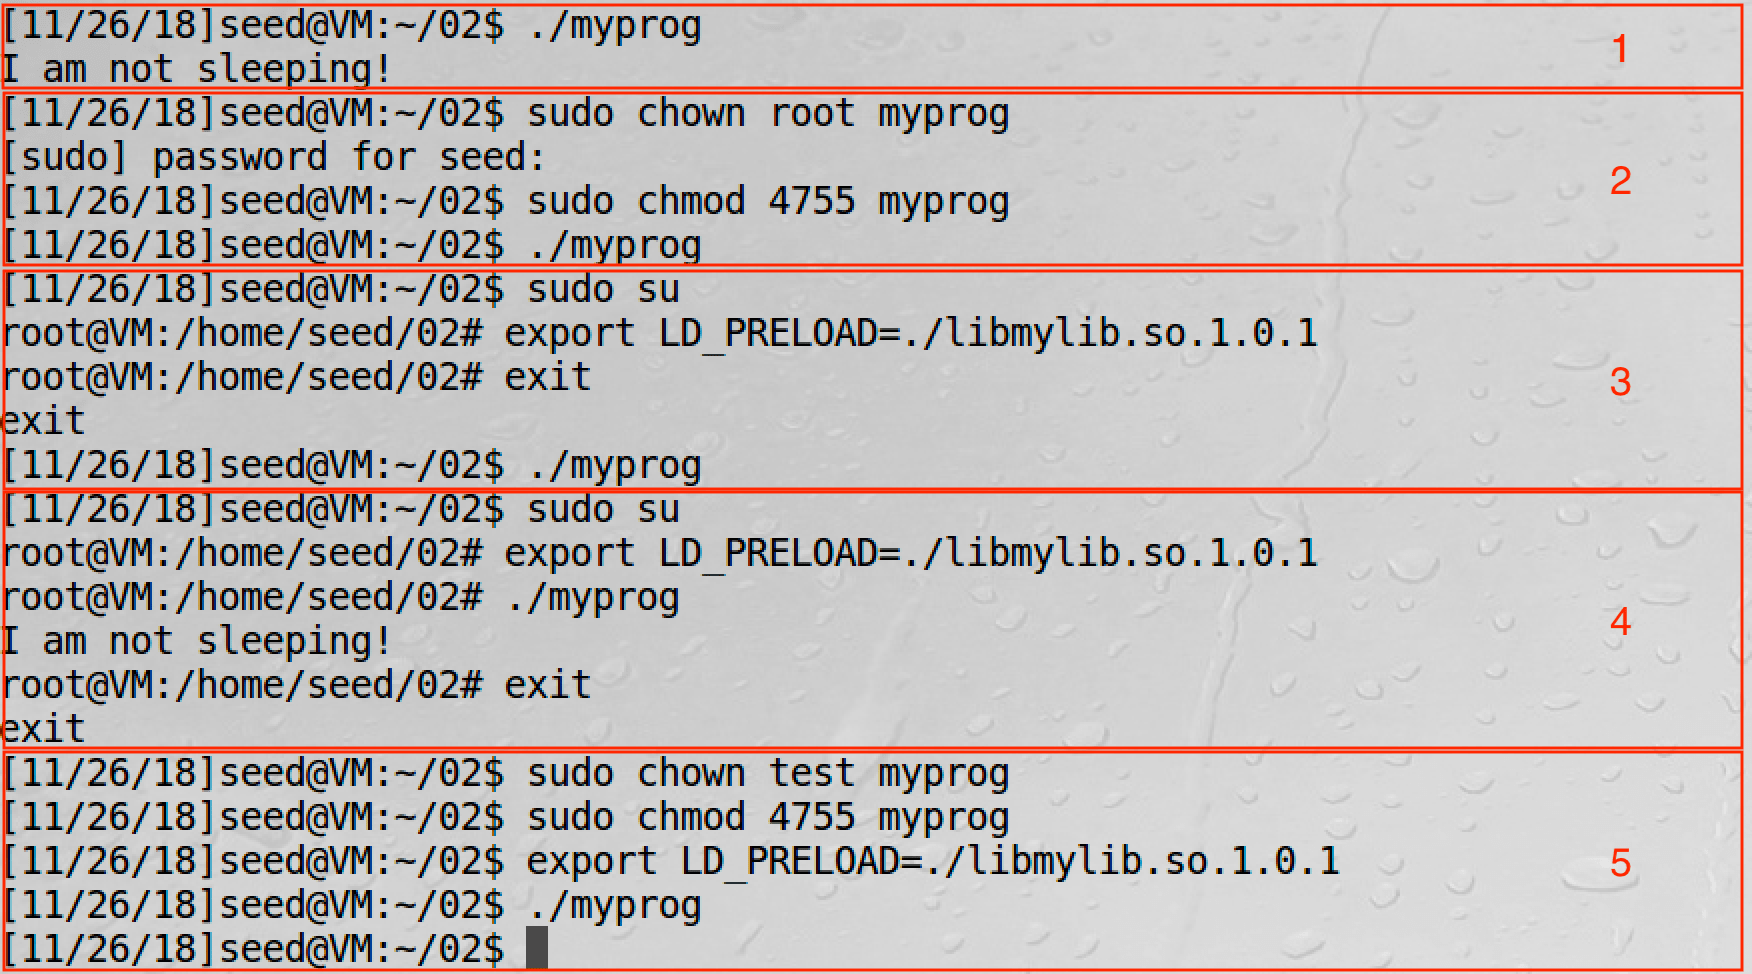 [11/26/18]seed@VM:~/02$ ./myprog
I am not sleeping!
1
[11/26/18]seed@VM:~/02$ sudo chown root myprog
[sudo] password for seed:
[11/26/18]seed@VM:~/02$ sudo chmod 4755 myprog
2
[11/26/18]seed@VM:~/02$ ./myprog
[11/26/18]seed@VM:~/02$ sudo su
root@VM:/home/seed/02# export LD_PRELOAD=./libmylib.so.1.0.1
root@VM:/home/seed/02# exit
3
exit
[11/26/18]seed@VM:~/02$ ./myprog
[11/26/18]seed@VM:~/02$ sudo su
root@VM:/home/seed/02# export LD_PRELOAD=./libmylib.so.1.0.1
root@VM:/home/seed/02# ./myprog
4
I am not sleeping!
root@VM:/home/seed/02# exit
exit
[11/26/18]seed@VM:~/02$ sudo chown test myprog
[11/26/18]seed@VM:~/02$ sudo chmod 4755 myprog
[11/26/18]seed@VM:~/02$ export LD_PRELOAD=./libmylib.so.1.0.1
5
[11/26/18]seed@VM:~/02$ ./myprog
[11/26/18]seed@VM:~/02$